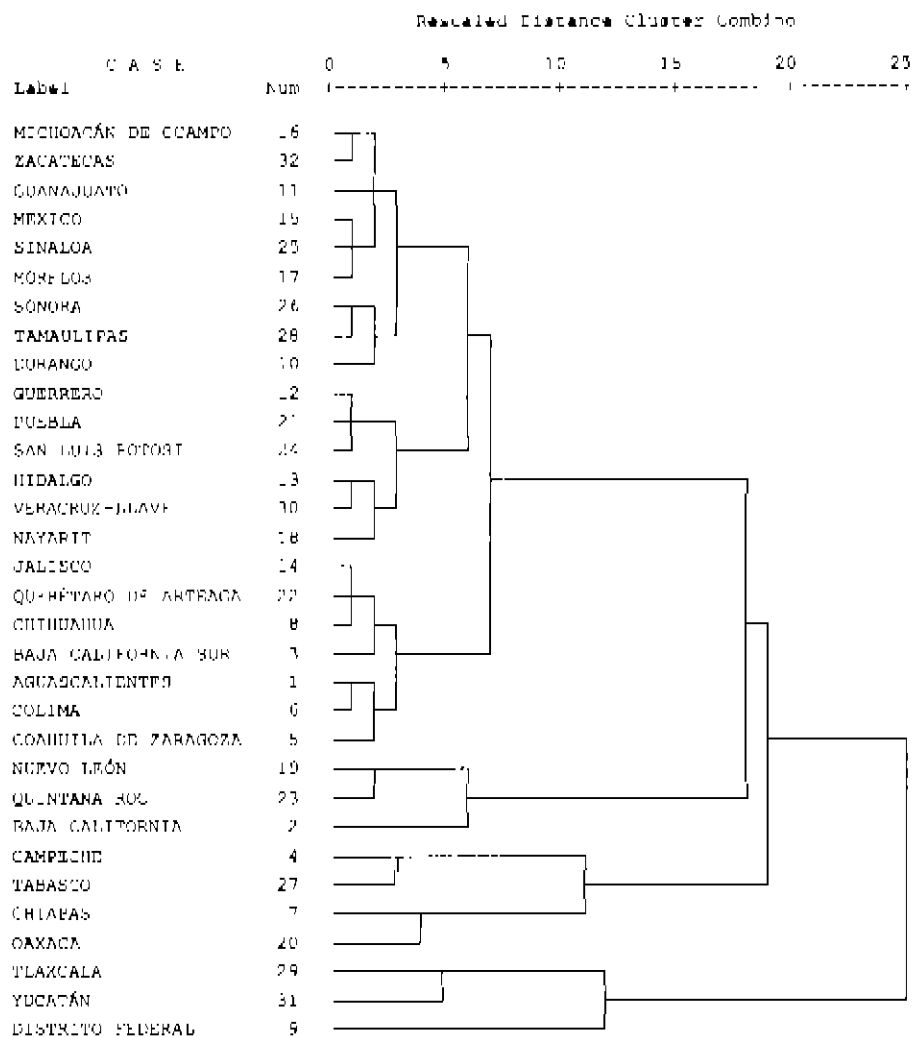 Rescaled Distance Cluster Combine
C A S E 0 5 10 15 20 25
Label Num
MICHOACÁN DE OCAMPO 16
ZACATECAS 32
GUANAJUATO 11
MEXICO 15
SINALOA 25
MORELOS 17
SONORA 26
TAMAULIPAS 28
DURANGO 10
GUERRERO 12
PUEBLA 21
SAN LUIS POTOSI 24
HIDALGO 13
VERACRUZ-LLAVE 30
NAYARIT 18
JALISCO 14
QUERÉTARO DE ARTEAGA 22
CHIHUAHUA 8
BAJA CALIFORNIA SUR 3
AGUASCALIENTES 1
COLIMA 6
COAHUILA DE ZARAGOZA 5
NUEVO LEÓN 19
QUINTANA ROO 23
BAJA CALIFORNIA 2
CAMPECHE 4
TABASCO 27
CHIAPAS 7
OAXACA 20
TLAXCALA 29
YUCATÁN 31
DISTRITO FEDERAL 9